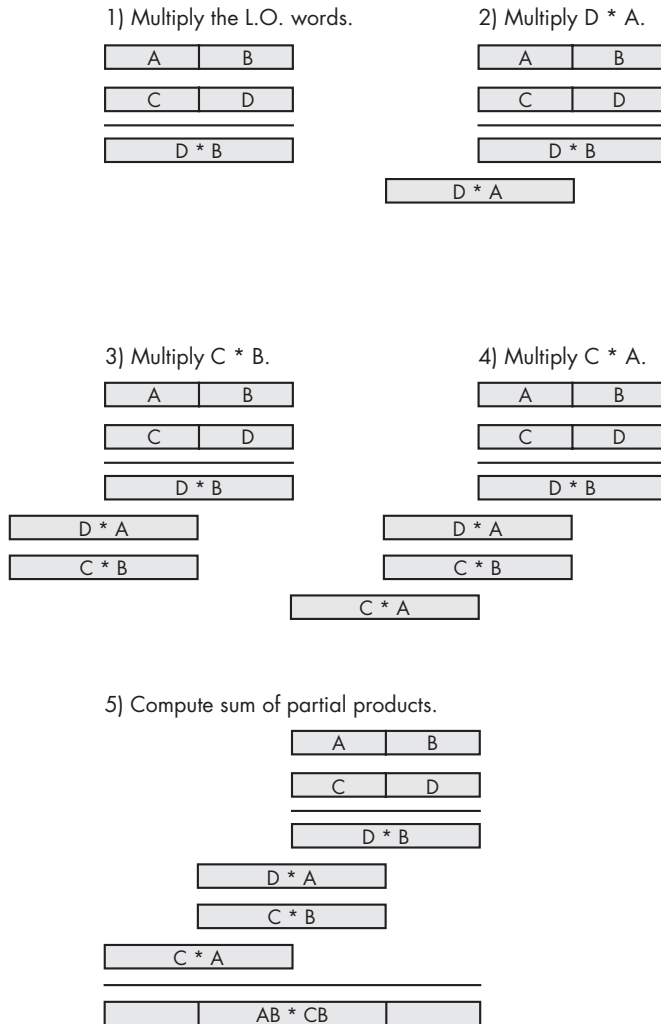 1) Multiply the L.O. words.
A B
C D
D * B
2) Multiply D * A.
A B
C D
D * B
D * A
3) Multiply C * B.
A B
C D
D * B
D * A
C * B
4) Multiply C * A.
A B
C D
D * B
D * A
C * B
C * A
5) Compute sum of partial products.
A B
C D
D * B
D * A
C * B
C * A
AB * CB